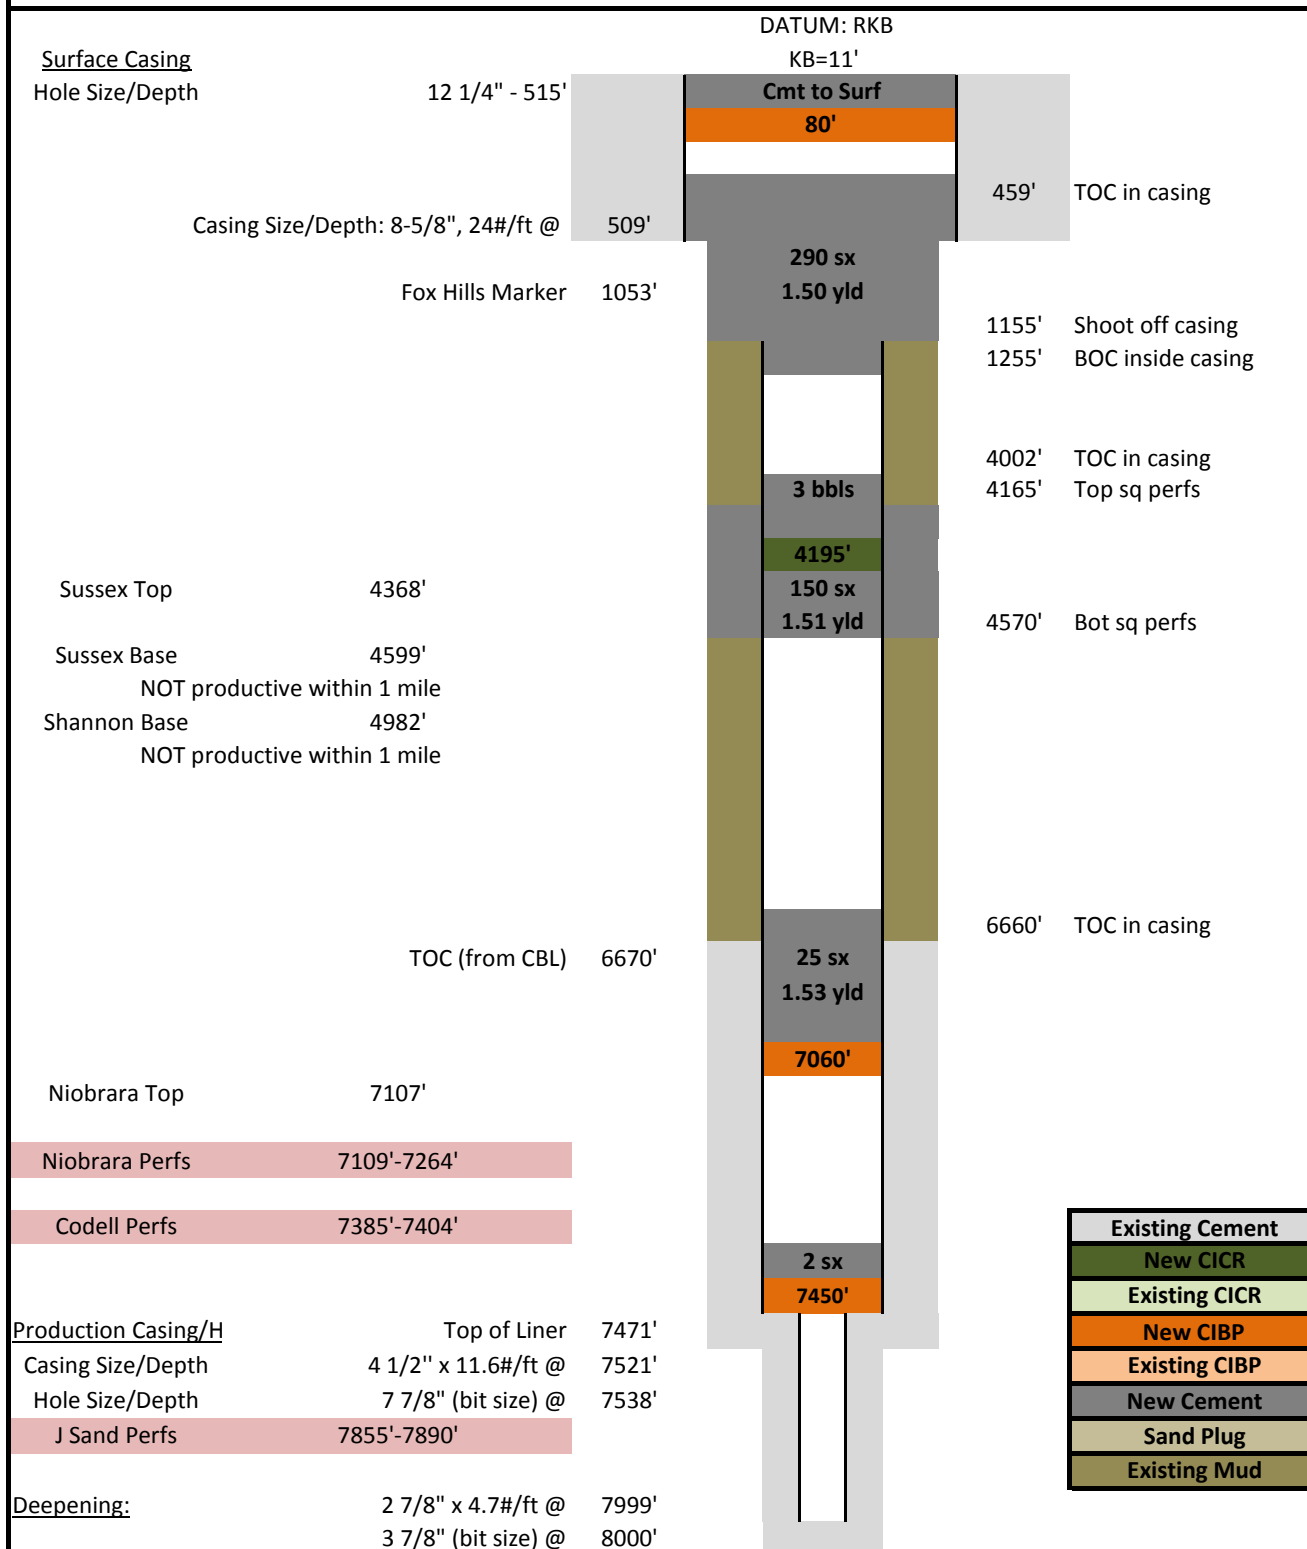 DATUM: RKB
Surface Casing KB=11'
Hole Size/Depth 12 1/4" - 515' Cmt to Surf
80'
459' TOC in casing
Casing Size/Depth: 8-5/8", 24#/ft @ 509'
290 sx
Fox Hills Marker 1053' 1.50 yld
1155' Shoot off casing
1255' BOC inside casing
4002' TOC in casing
3 bbls 4165' Top sq perfs
4195'
Sussex Top 4368' 150 sx
1.51 yld 4570' Bot sq perfs
Sussex Base 4599'
NOT productive within 1 mile
Shannon Base 4982'
NOT productive within 1 mile
6660' TOC in casing
TOC (from CBL) 6670' 25 sx
1.53 yld
7060'
Niobrara Top 7107'
Niobrara Perfs 7109'-7264'
Codell Perfs 7385'-7404' Existing Cement
2 sx New CICR
7450' Existing CICR
Production Casing/H Top of Liner 7471' New CIBP
Casing Size/Depth 4 1/2'' x 11.6#/ft @ 7521' Existing CIBP
Hole Size/Depth 7 7/8" (bit size) @ 7538' New Cement
J Sand Perfs 7855'-7890' Sand Plug
Existing Mud
Deepening: 2 7/8" x 4.7#/ft @ 7999'
3 7/8" (bit size) @ 8000'